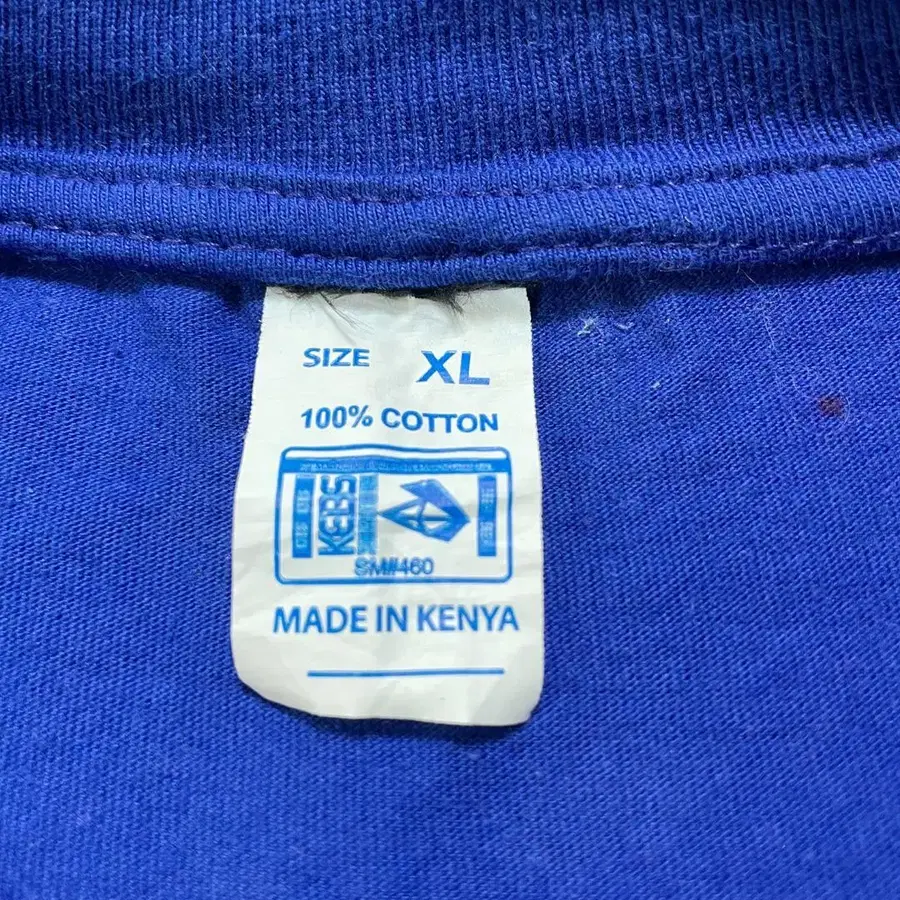 SIZE XL
100% COTTON
KEBS
SM#460
MADE IN KENYA